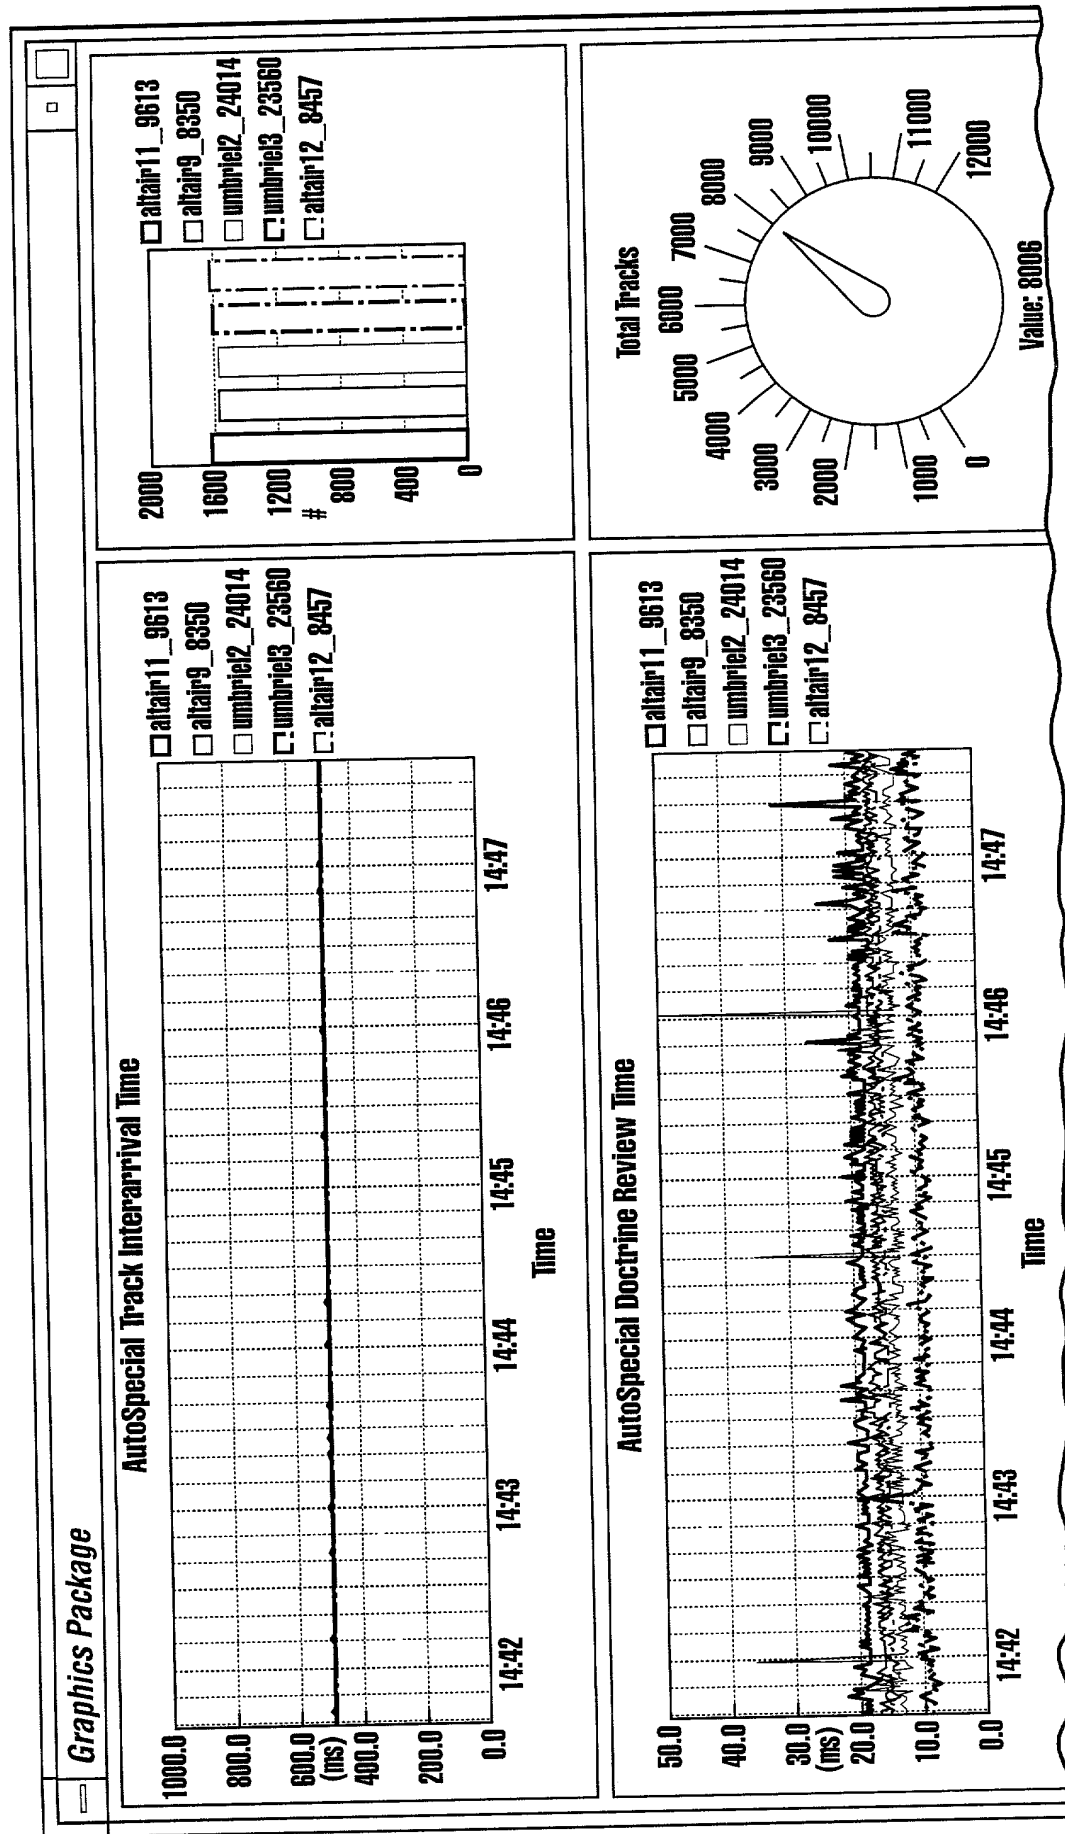 Graphics Package
AutoSpecial Track Interarrival Time
1000.0
800.0
600.0
(ms)
400.0
200.0
0.0
14:42
14:43
14:44
14:45
14:46
14:47
Time
altair11_9613
altair9_8350
umbriel2_24014
umbriel3_23560
altair12_8457
2000
1600
1200
#
800
400
0
altair11_9613
altair9_8350
umbriel2_24014
umbriel3_23560
altair12_8457
AutoSpecial Doctrine Review Time
50.0
40.0
30.0
(ms)
20.0
10.0
0.0
14:42
14:43
14:44
14:45
14:46
14:47
Time
altair11_9613
altair9_8350
umbriel2_24014
umbriel3_23560
altair12_8457
Total Tracks
0
1000
2000
3000
4000
5000
6000
7000
8000
9000
10000
11000
12000
Value: 8006